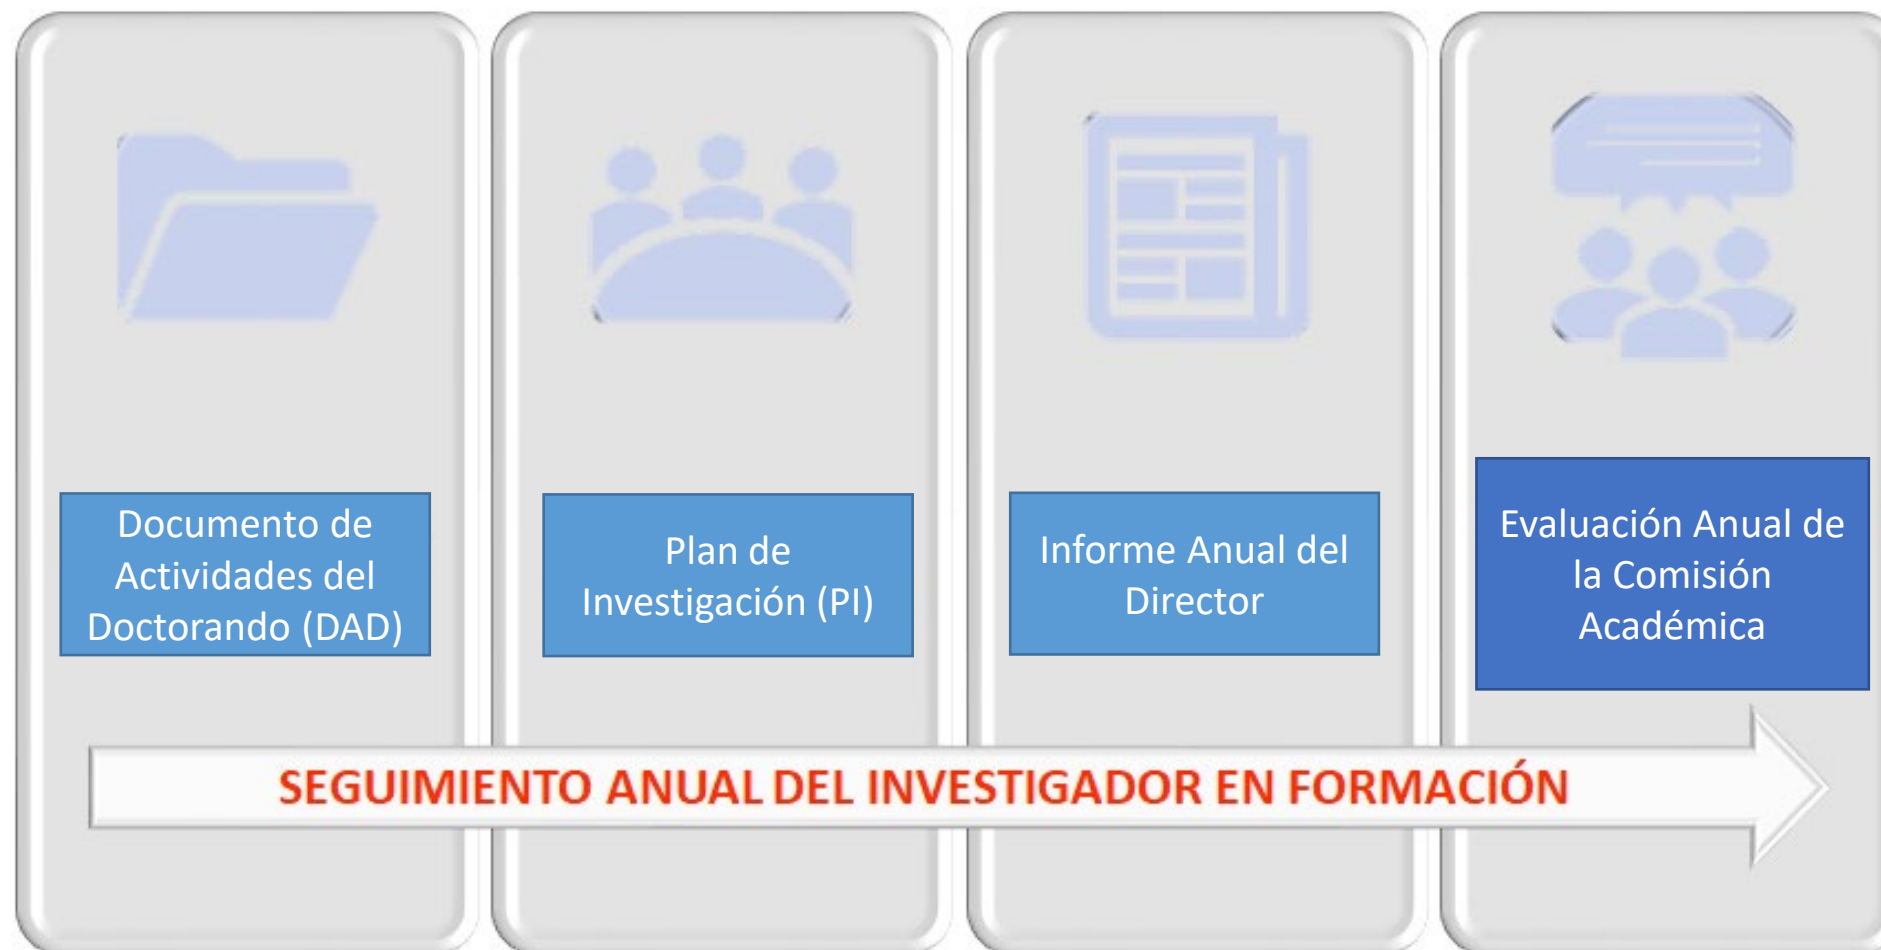 Documento de
Actividades del
Doctorando (DAD)
Plan de
Investigación (PI)
Informe Anual del
Director
Evaluación Anual de
la Comisión
Académica
SEGUIMIENTO ANUAL DEL INVESTIGADOR EN FORMACIÓN